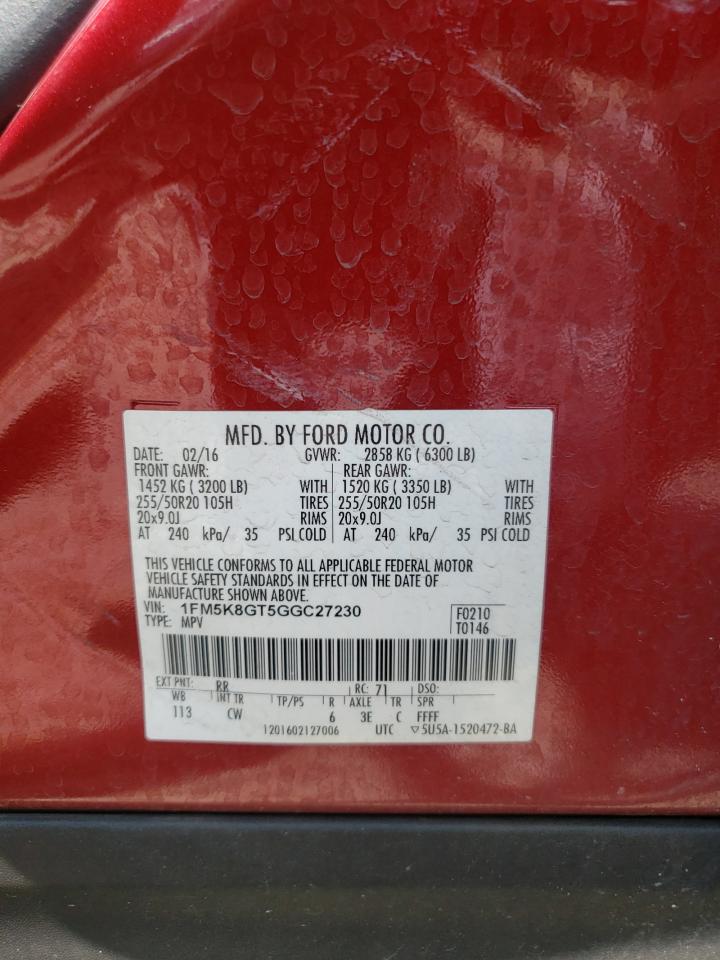 MFD. BY FORD MOTOR CO.
DATE: 02/16 GVWR: 2858 KG ( 6300 LB)
FRONT GAWR: REAR GAWR:
1452 KG ( 3200 LB) WITH 1520 KG ( 3350 LB) WITH
255/50R20 105H TIRES 255/50R20 105H TIRES
20x9.0J RIMS 20x9.0J RIMS
AT 240 kPa/ 35 PSI COLD AT 240 kPa/ 35 PSI COLD
THIS VEHICLE CONFORMS TO ALL APPLICABLE FEDERAL MOTOR
VEHICLE SAFETY STANDARDS IN EFFECT ON THE DATE OF
MANUFACTURE SHOWN ABOVE.
VIN: 1FM5K8GT5GGC27230 F0210
TYPE: MPV T0146
EXT PNT: RR RC: 71 DSO:
WB INT TR TP/PS R AXLE TR SPR
113 CW 6 3E C FFFF
1201602127006 UTC ▽5U5A-1520472-BA